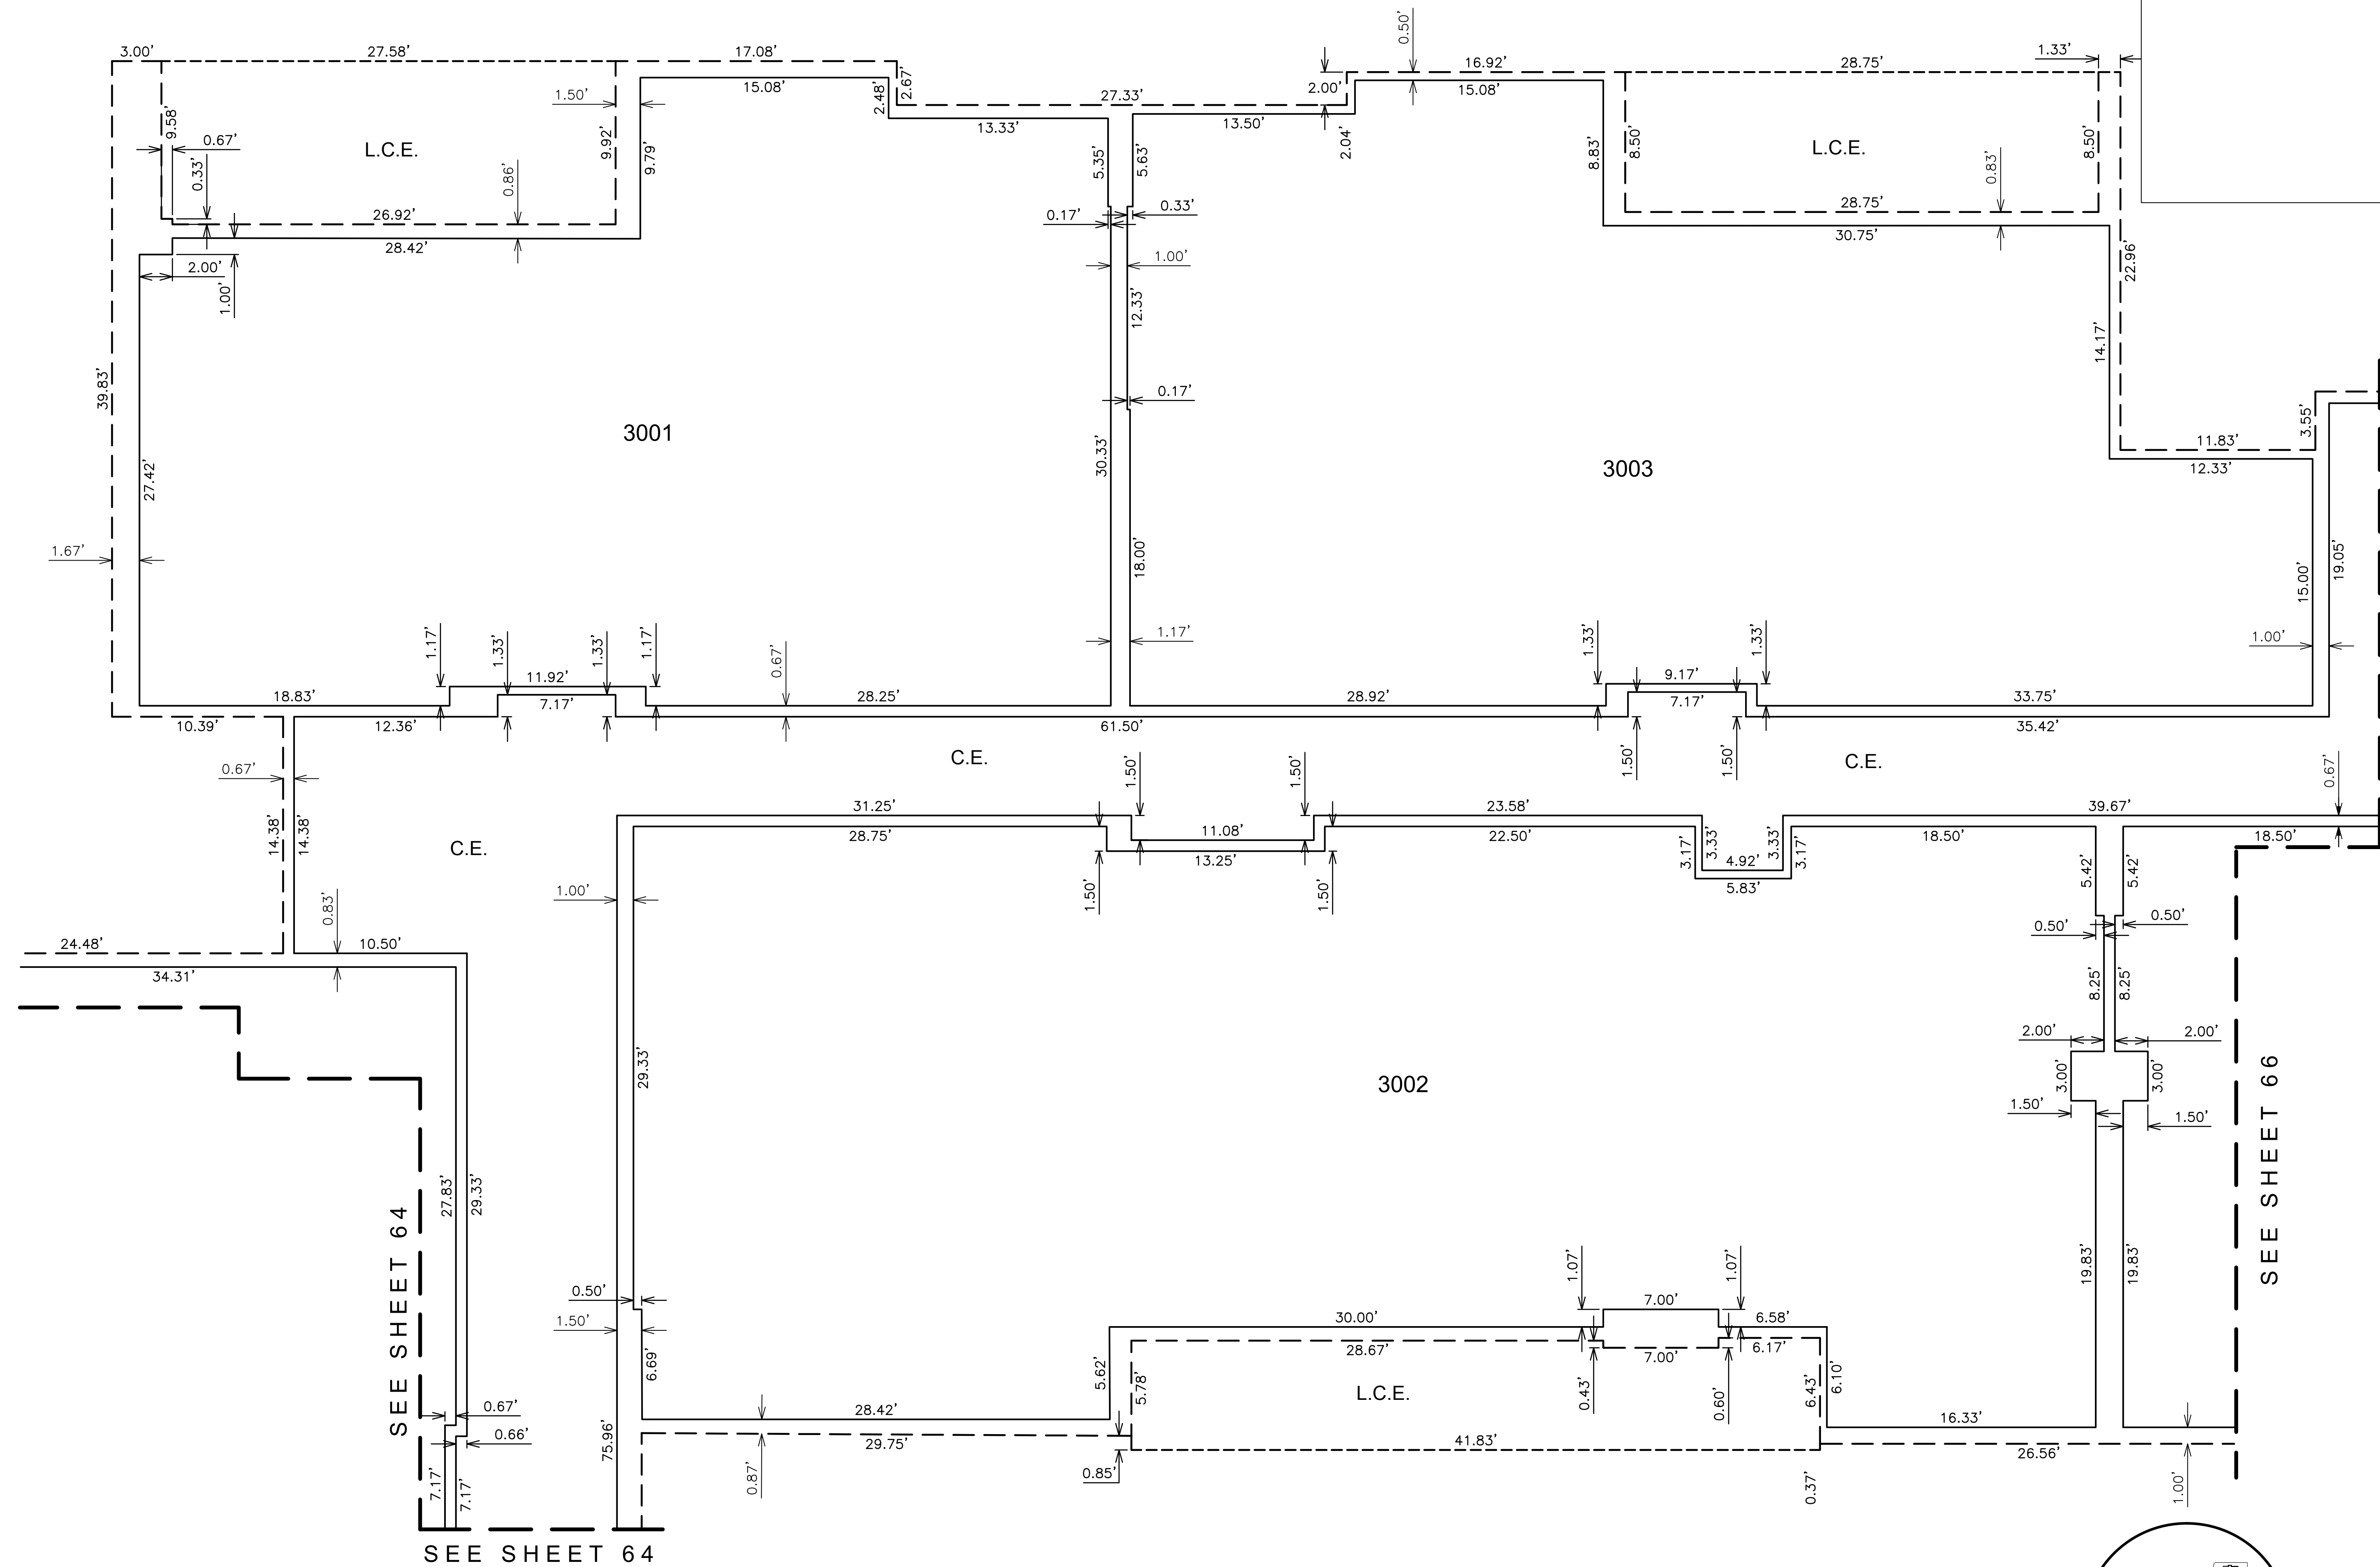 0.50’
3.00’ 27.58’ 17.08’ 1.33’
16.92’ 28.75’
15.08’ 2.48’ 2.67’ 2.00’ 15.08’
1.50’ 27.33’
9.58’ 13.33’ 13.50’
0.67’ L.C.E. 9.92’ 9.79’ 5.35’ 5.63’ 2.04’ 8.83’ 8.50’ L.C.E. 8.50’
0.33’ 0.86’ 0.83’
26.92’ 0.17’ 0.33’ 28.75’
28.42’ 30.75’
2.00’ 1.00’ 22.96’
1.00’ 12.33’
14.17’
39.83’ 0.17’
3001 30.33’ 3.55’
11.83’
27.42’ 3003 12.33’
1.67’ 18.00’ 15.00’ 19.05’
1.17’ 1.33’ 1.33’ 1.17’ 0.67’ 1.17’ 1.33’ 1.33’ 1.00’
11.92’ 9.17’
18.83’ 7.17’ 28.25’ 28.92’ 7.17’ 33.75’
10.39’ 12.36’ 61.50’ 35.42’
0.67’ C.E. 1.50’ 1.50’ 1.50’ 1.50’ C.E. 0.67’
31.25’ 23.58’ 39.67’
14.38’ 14.38’ C.E. 28.75’ 11.08’ 22.50’ 3.17’ 3.33’ 3.33’ 3.17’ 18.50’ 18.50’
13.25’ 4.92’
1.00’ 1.50’ 1.50’ 5.83’ 5.42’ 5.42’
0.83’ 0.50’
24.48’ 10.50’ 0.50’
34.31’ 8.25’ 8.25’
2.00’ 2.00’
29.33’ 3002 3.00’ 3.00’
1.50’ 1.50’
27.83’ 29.33’ SEE SHEET 66
SEE SHEET 64
0.50’ 1.07’ 7.00’ 1.07’ 19.83’ 19.83’
1.50’ 30.00’ 6.58’
6.69’ 5.62’ 5.78’ 28.67’ 7.00’ 6.17’
0.67’ 28.42’ L.C.E. 0.43’ 0.60’ 6.43’ 6.10’ 16.33’
0.66’ 75.96’ 29.75’ 41.83’ 26.56’
7.17’ 7.17’ 0.87’ 0.85’ 0.37’ 1.00’
SEE SHEET 64